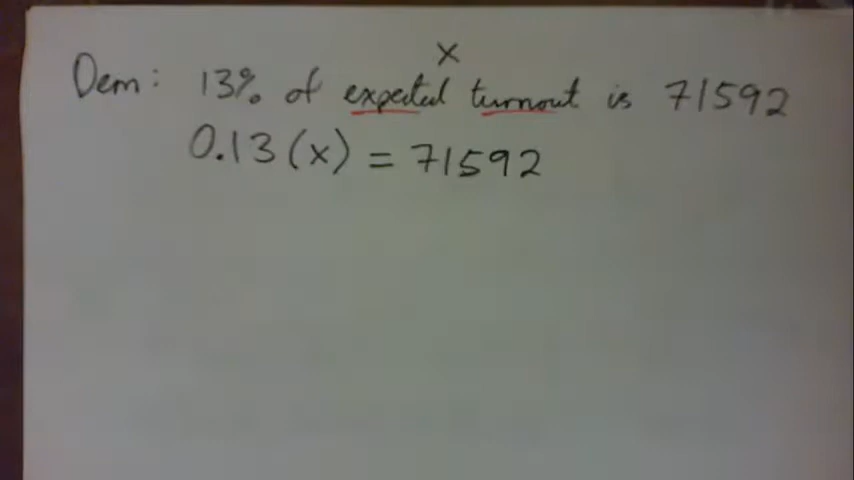 x
Dem: 13% of expected turnout is 71592
0.13(x) = 71592